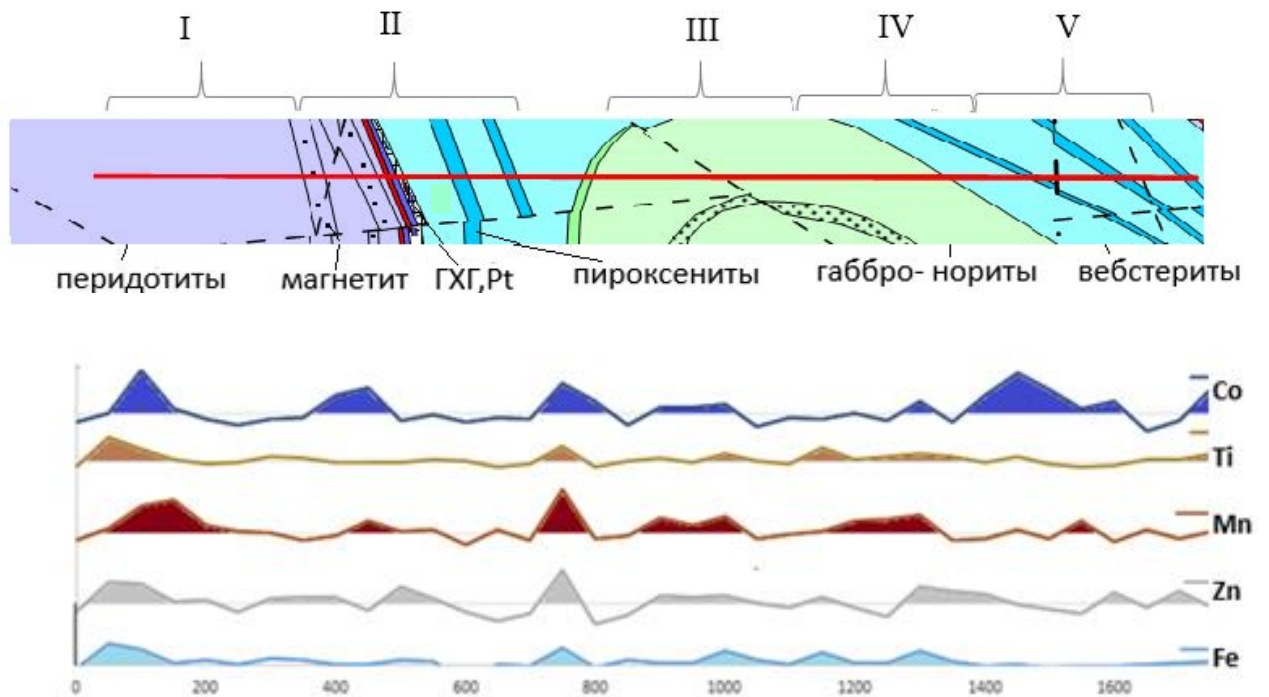 I II III IV V
перидотиты магнетит ГХГ,Pt пироксениты габбро- нориты вебстериты
Co
Ti
Mn
Zn
Fe
0 200 400 600 800 1000 1200 1400 1600